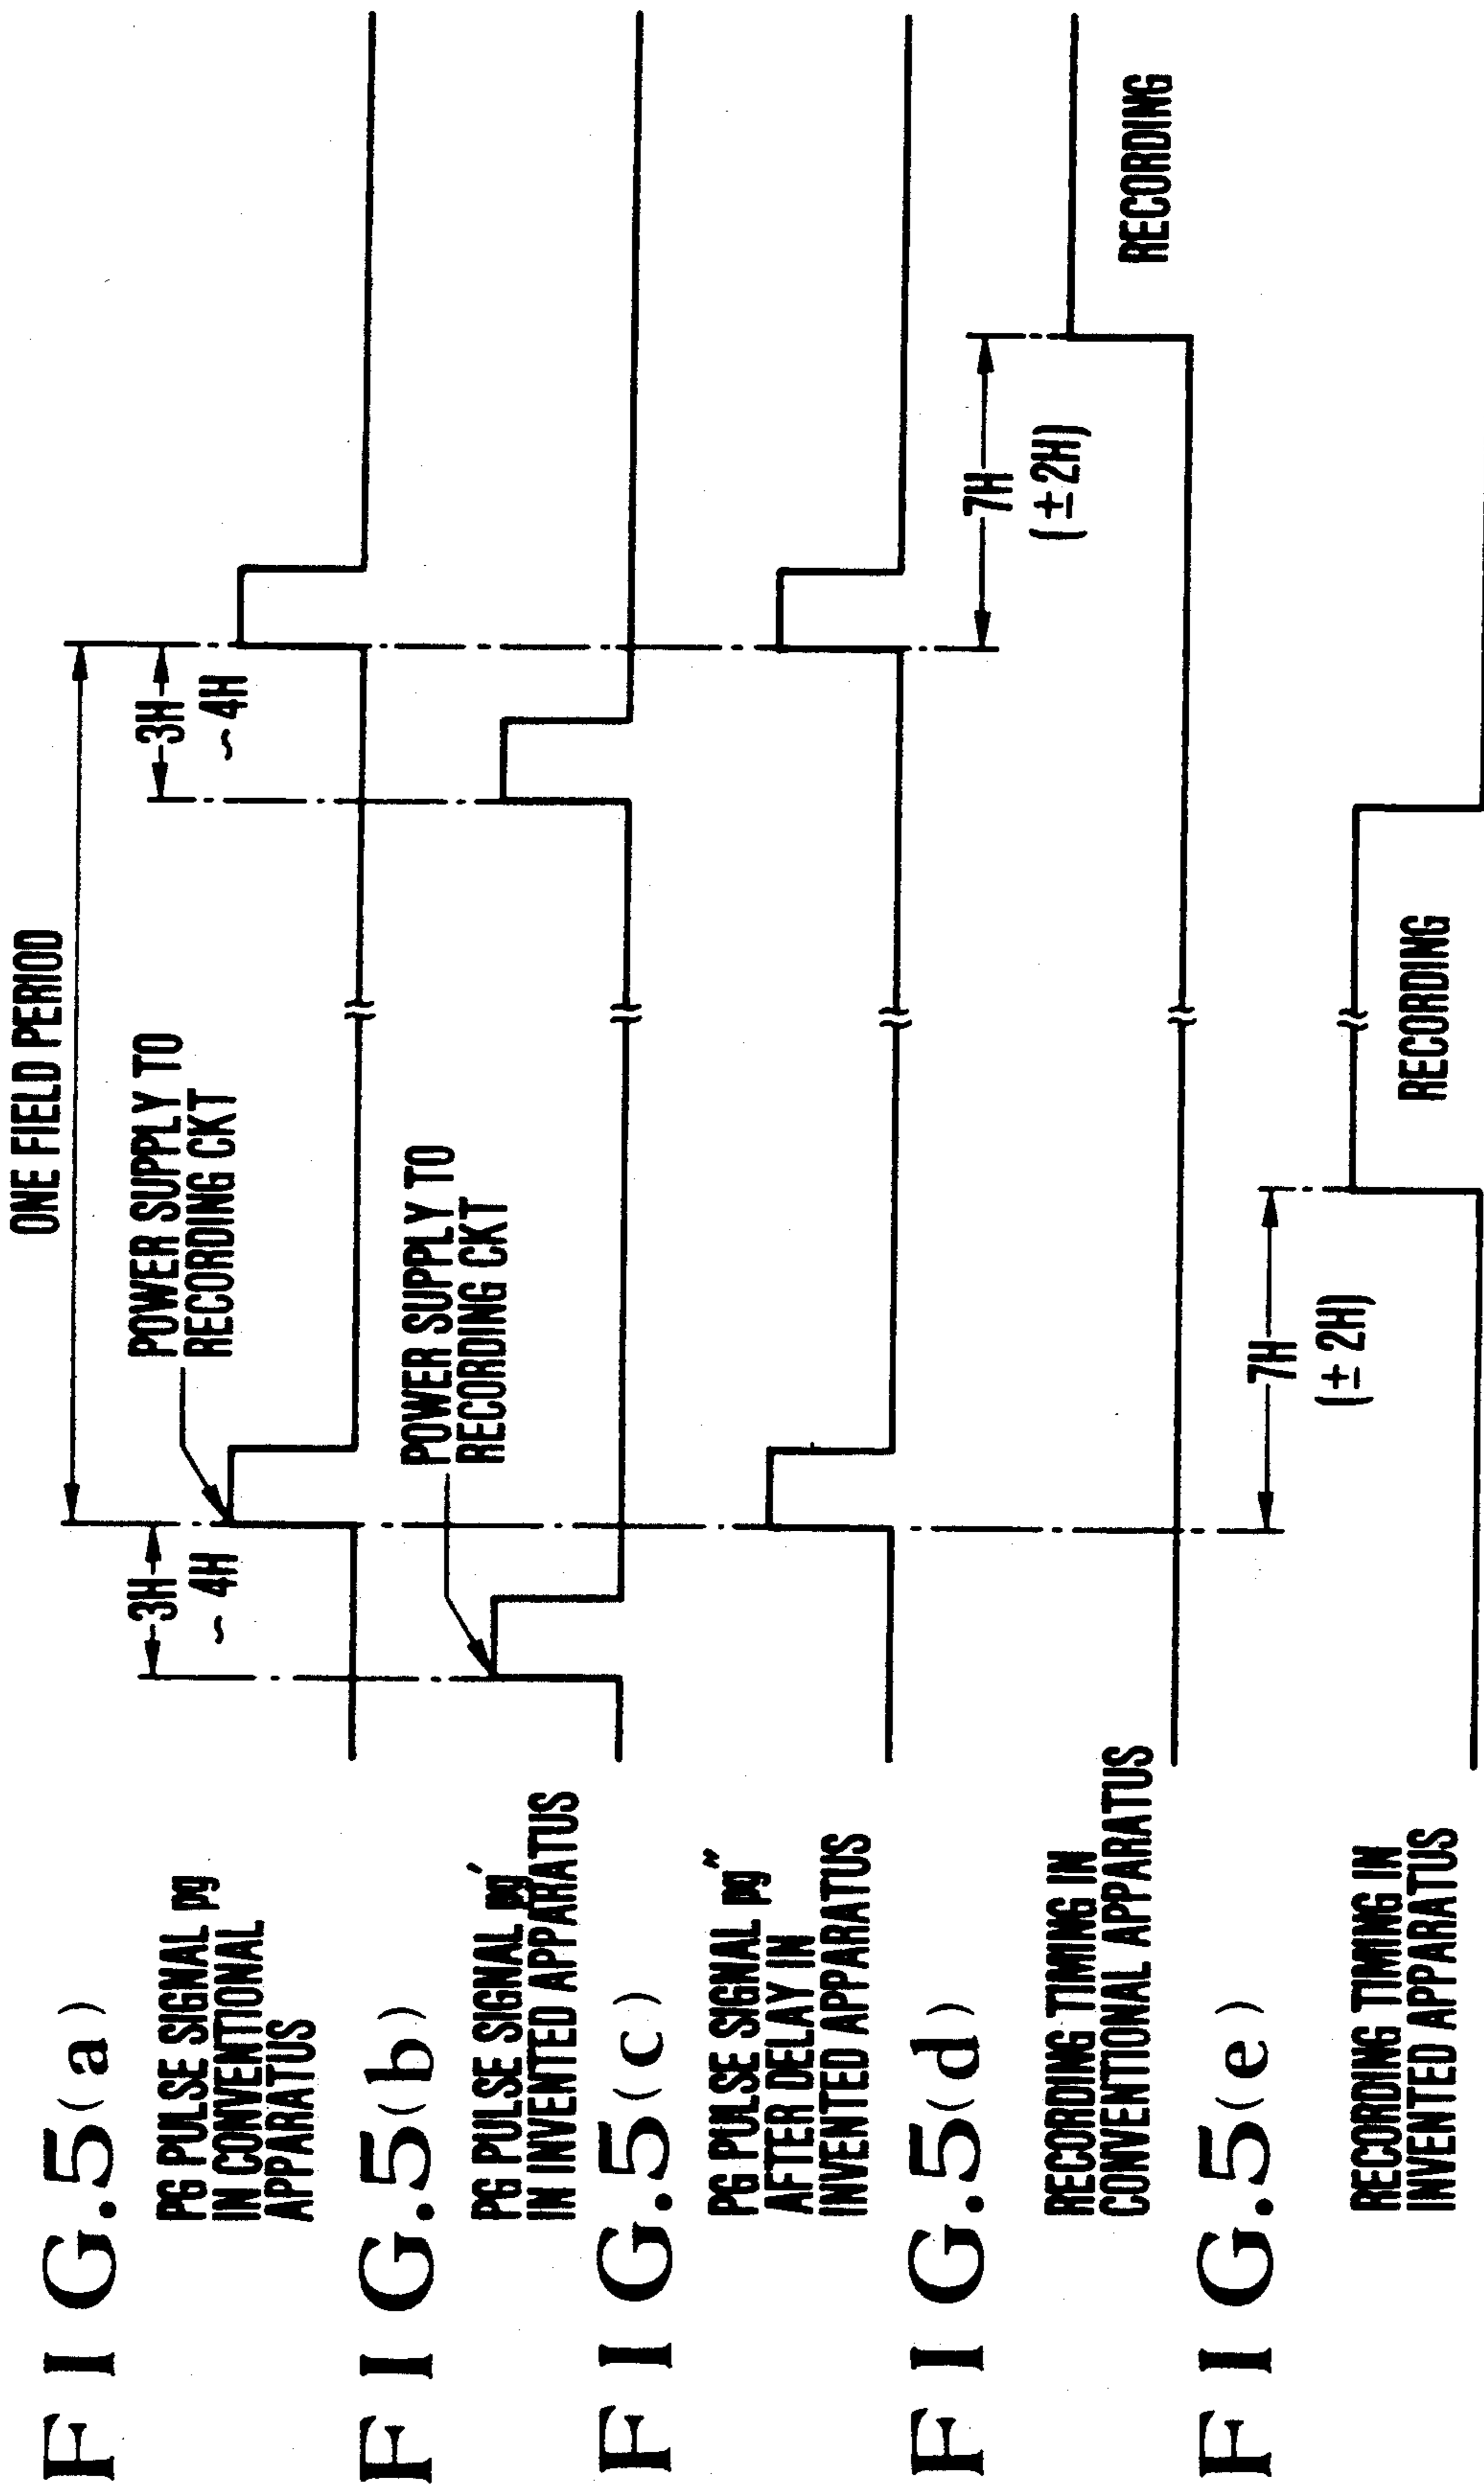 FIG.5(a)
PG PULSE SIGNAL pg
IN CONVENTIONAL
APPARATUS
ONE FIELD PERIOD
3H
~4H
POWER SUPPLY TO
RECORDING CKT
3H
~4H
FIG.5(b)
PG PULSE SIGNAL pg′
IN INVENTED APPARATUS
POWER SUPPLY TO
RECORDING CKT
FIG.5(c)
PG PULSE SIGNAL pg″
AFTER DELAY IN
INVENTED APPARATUS
FIG.5(d)
RECORDING TIMING IN
CONVENTIONAL APPARATUS
7H
(±2H)
RECORDING
FIG.5(e)
RECORDING TIMING IN
INVENTED APPARATUS
7H
(±2H)
RECORDING